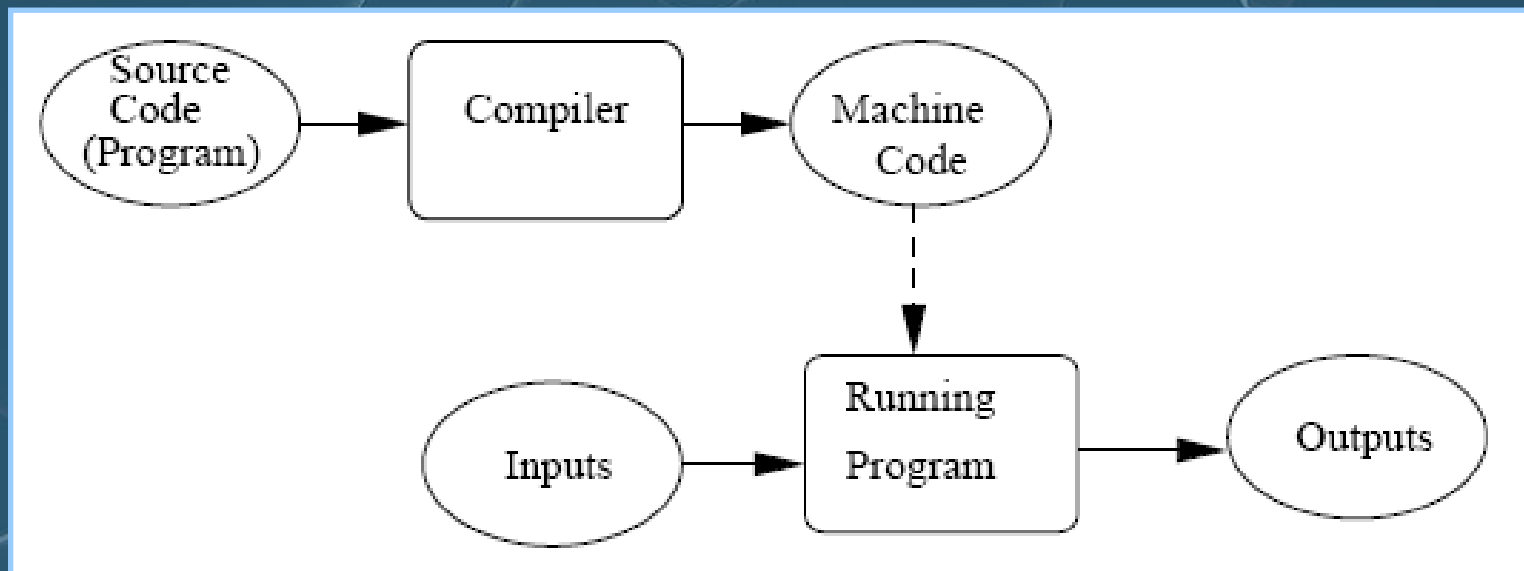 Source
Code
(Program)
Compiler
Machine
Code
Running
Program
Inputs
Outputs